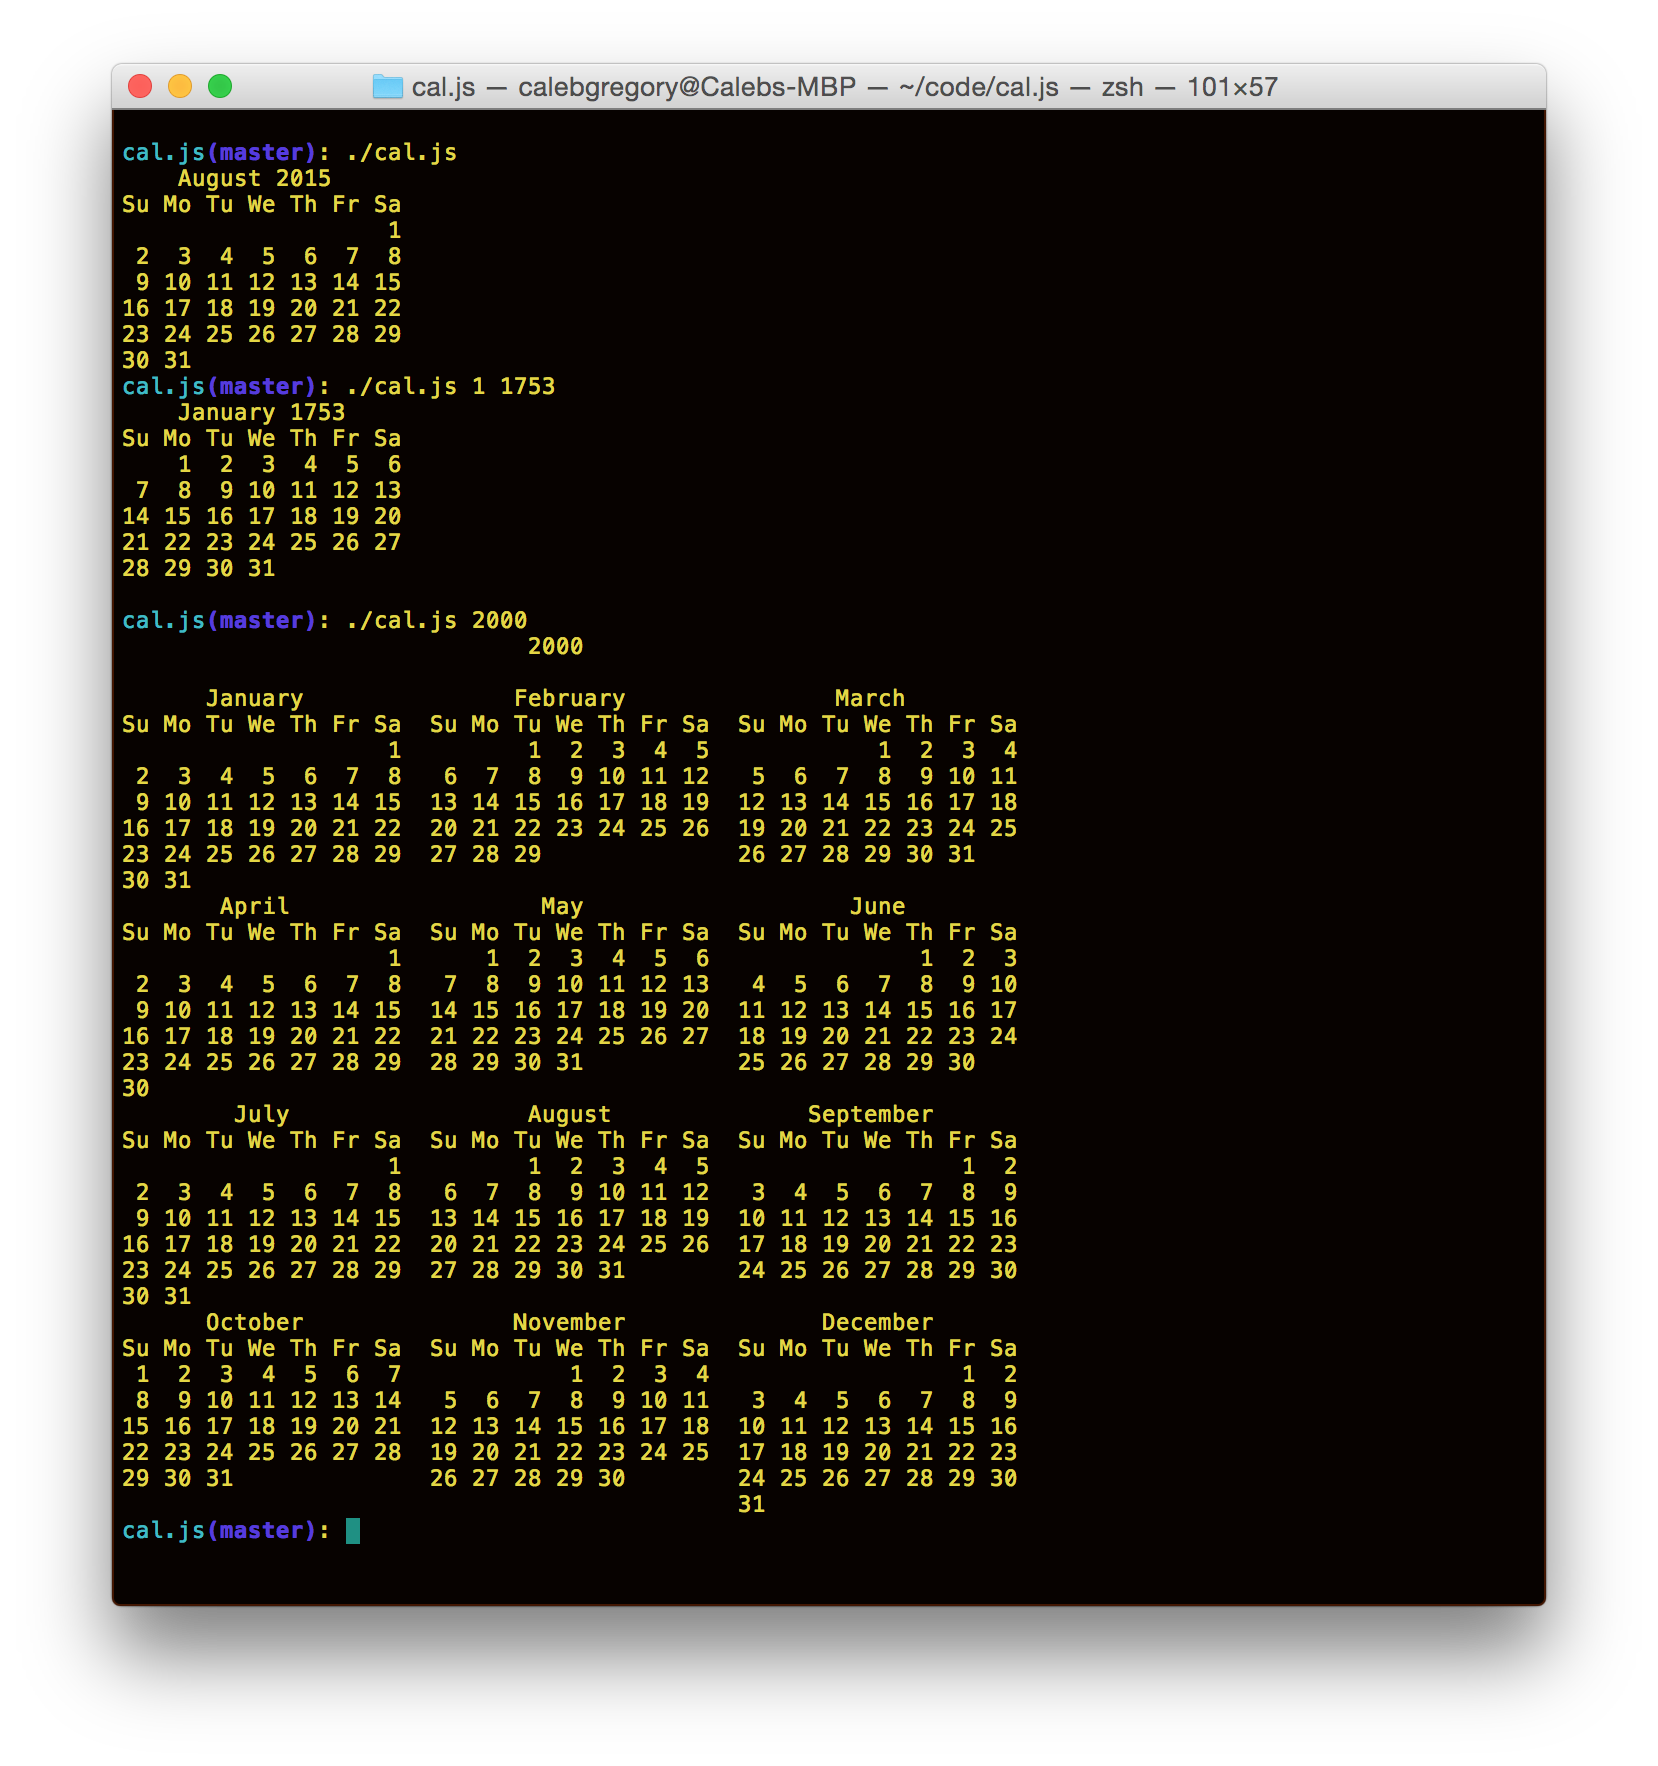 cal.js — calebgregory@Calebs-MBP — ~/code/cal.js — zsh — 101×57
cal.js(master): ./cal.js
    August 2015
Su Mo Tu We Th Fr Sa
                   1
 2  3  4  5  6  7  8
 9 10 11 12 13 14 15
16 17 18 19 20 21 22
23 24 25 26 27 28 29
30 31
cal.js(master): ./cal.js 1 1753
    January 1753
Su Mo Tu We Th Fr Sa
    1  2  3  4  5  6
 7  8  9 10 11 12 13
14 15 16 17 18 19 20
21 22 23 24 25 26 27
28 29 30 31
cal.js(master): ./cal.js 2000
                             2000
      January               February               March
Su Mo Tu We Th Fr Sa  Su Mo Tu We Th Fr Sa  Su Mo Tu We Th Fr Sa
                   1         1  2  3  4  5            1  2  3  4
 2  3  4  5  6  7  8   6  7  8  9 10 11 12   5  6  7  8  9 10 11
 9 10 11 12 13 14 15  13 14 15 16 17 18 19  12 13 14 15 16 17 18
16 17 18 19 20 21 22  20 21 22 23 24 25 26  19 20 21 22 23 24 25
23 24 25 26 27 28 29  27 28 29              26 27 28 29 30 31
30 31
       April                  May                   June
Su Mo Tu We Th Fr Sa  Su Mo Tu We Th Fr Sa  Su Mo Tu We Th Fr Sa
                   1      1  2  3  4  5  6               1  2  3
 2  3  4  5  6  7  8   7  8  9 10 11 12 13   4  5  6  7  8  9 10
 9 10 11 12 13 14 15  14 15 16 17 18 19 20  11 12 13 14 15 16 17
16 17 18 19 20 21 22  21 22 23 24 25 26 27  18 19 20 21 22 23 24
23 24 25 26 27 28 29  28 29 30 31           25 26 27 28 29 30
30
        July                 August              September
Su Mo Tu We Th Fr Sa  Su Mo Tu We Th Fr Sa  Su Mo Tu We Th Fr Sa
                   1         1  2  3  4  5                  1  2
 2  3  4  5  6  7  8   6  7  8  9 10 11 12   3  4  5  6  7  8  9
 9 10 11 12 13 14 15  13 14 15 16 17 18 19  10 11 12 13 14 15 16
16 17 18 19 20 21 22  20 21 22 23 24 25 26  17 18 19 20 21 22 23
23 24 25 26 27 28 29  27 28 29 30 31        24 25 26 27 28 29 30
30 31
      October               November              December
Su Mo Tu We Th Fr Sa  Su Mo Tu We Th Fr Sa  Su Mo Tu We Th Fr Sa
 1  2  3  4  5  6  7            1  2  3  4                  1  2
 8  9 10 11 12 13 14   5  6  7  8  9 10 11   3  4  5  6  7  8  9
15 16 17 18 19 20 21  12 13 14 15 16 17 18  10 11 12 13 14 15 16
22 23 24 25 26 27 28  19 20 21 22 23 24 25  17 18 19 20 21 22 23
29 30 31              26 27 28 29 30        24 25 26 27 28 29 30
                                            31
cal.js(master):